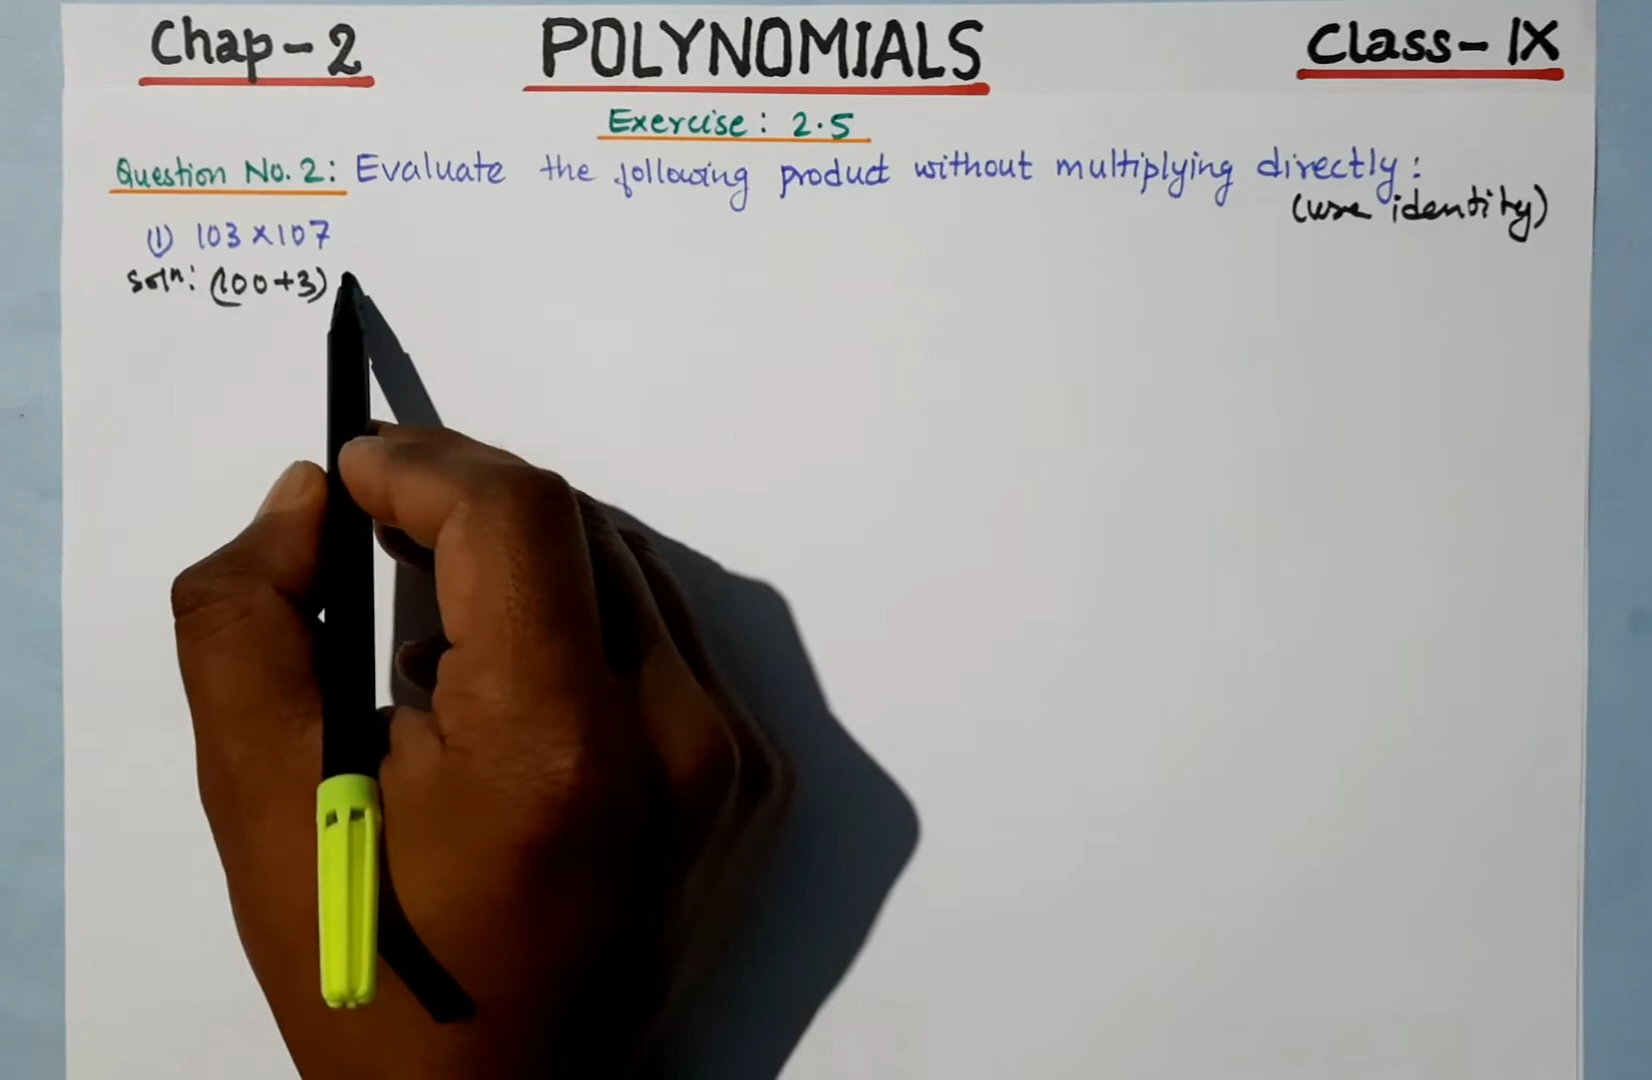 Chap-2 POLYNOMIALS Class-IX
Exercise: 2.5
Question No. 2: Evaluate the following product without multiplying directly:
(use identity)
(1) 103×107
Soln: (100+3)